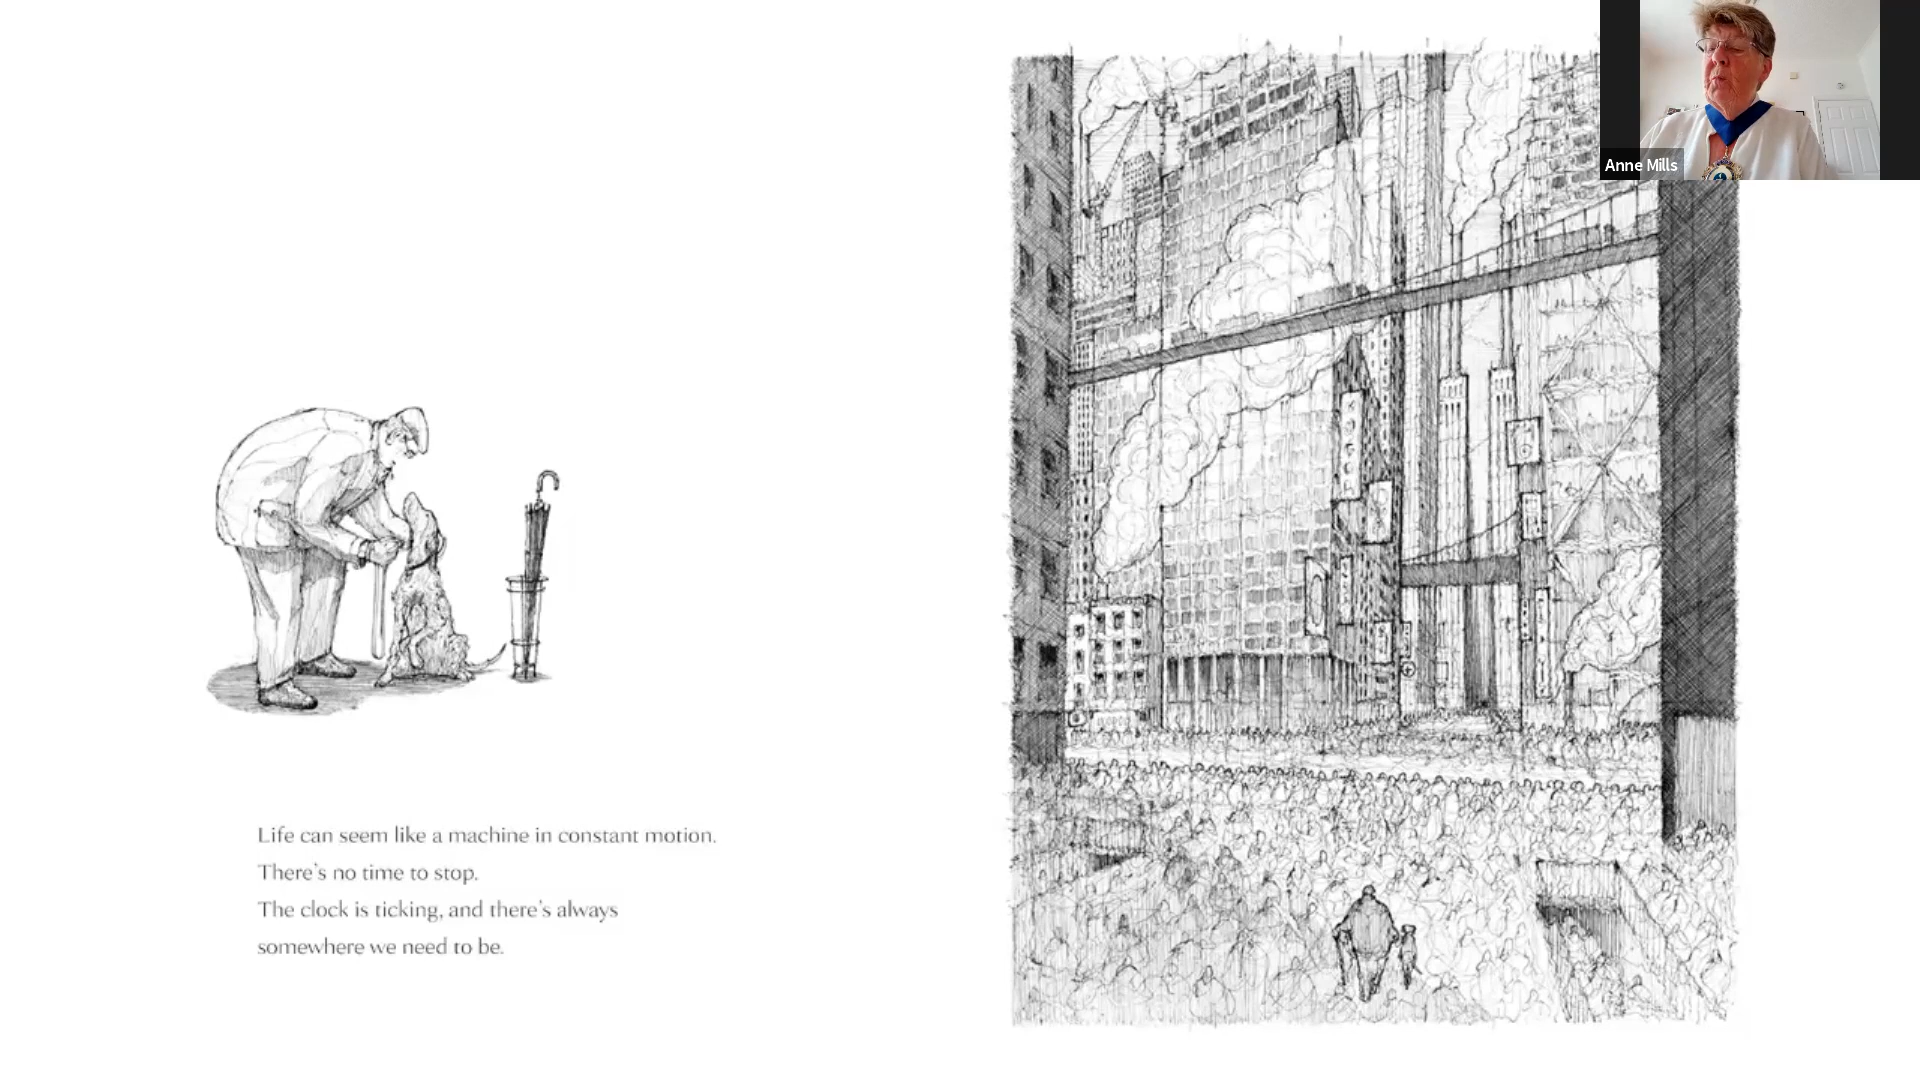 Anne Mills
Life can seem like a machine in constant motion.
There's no time to stop.
The clock is ticking, and there's always
somewhere we need to be.